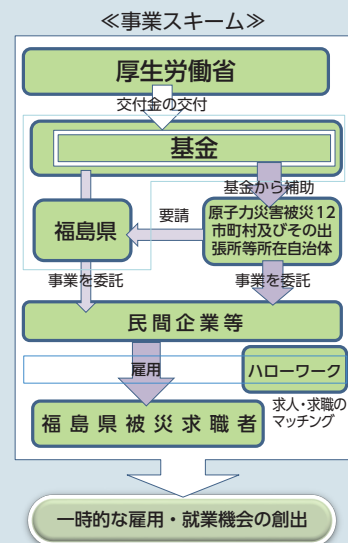 ≪事業スキーム≫
厚生労働省
交付金の交付
基金
基金から補助
福島県
要請
原子力災害被災12
市町村及びその出
張所等所在自治体
事業を委託
事業を委託
民間企業等
雇用
ハローワーク
求人・求職の
マッチング
福島県被災求職者
一時的な雇用・就業機会の創出